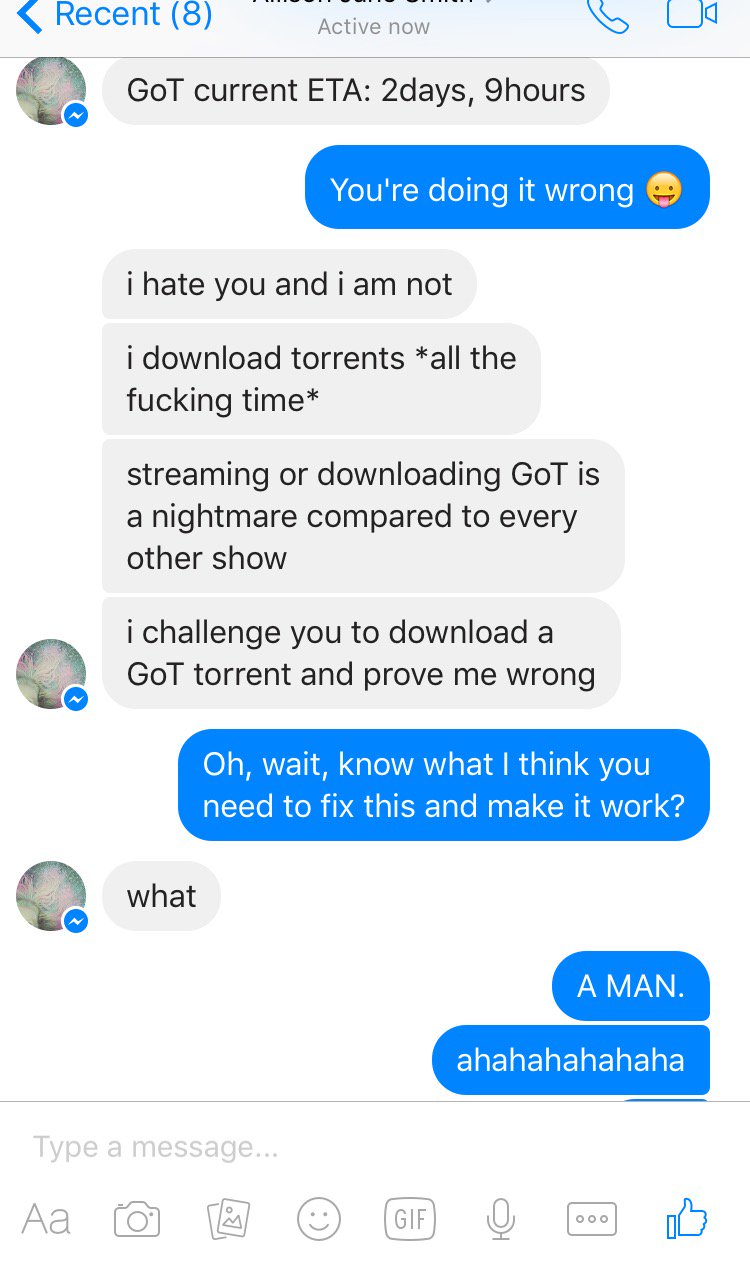 Recent (8)
Allison Jane Smith
Active now
GoT current ETA: 2days, 9hours
You're doing it wrong 😛
i hate you and i am not
i download torrents *all the
fucking time*
streaming or downloading GoT is
a nightmare compared to every
other show
i challenge you to download a
GoT torrent and prove me wrong
Oh, wait, know what I think you
need to fix this and make it work?
what
A MAN.
ahahahahahaha
Type a message...
Aa
GIF